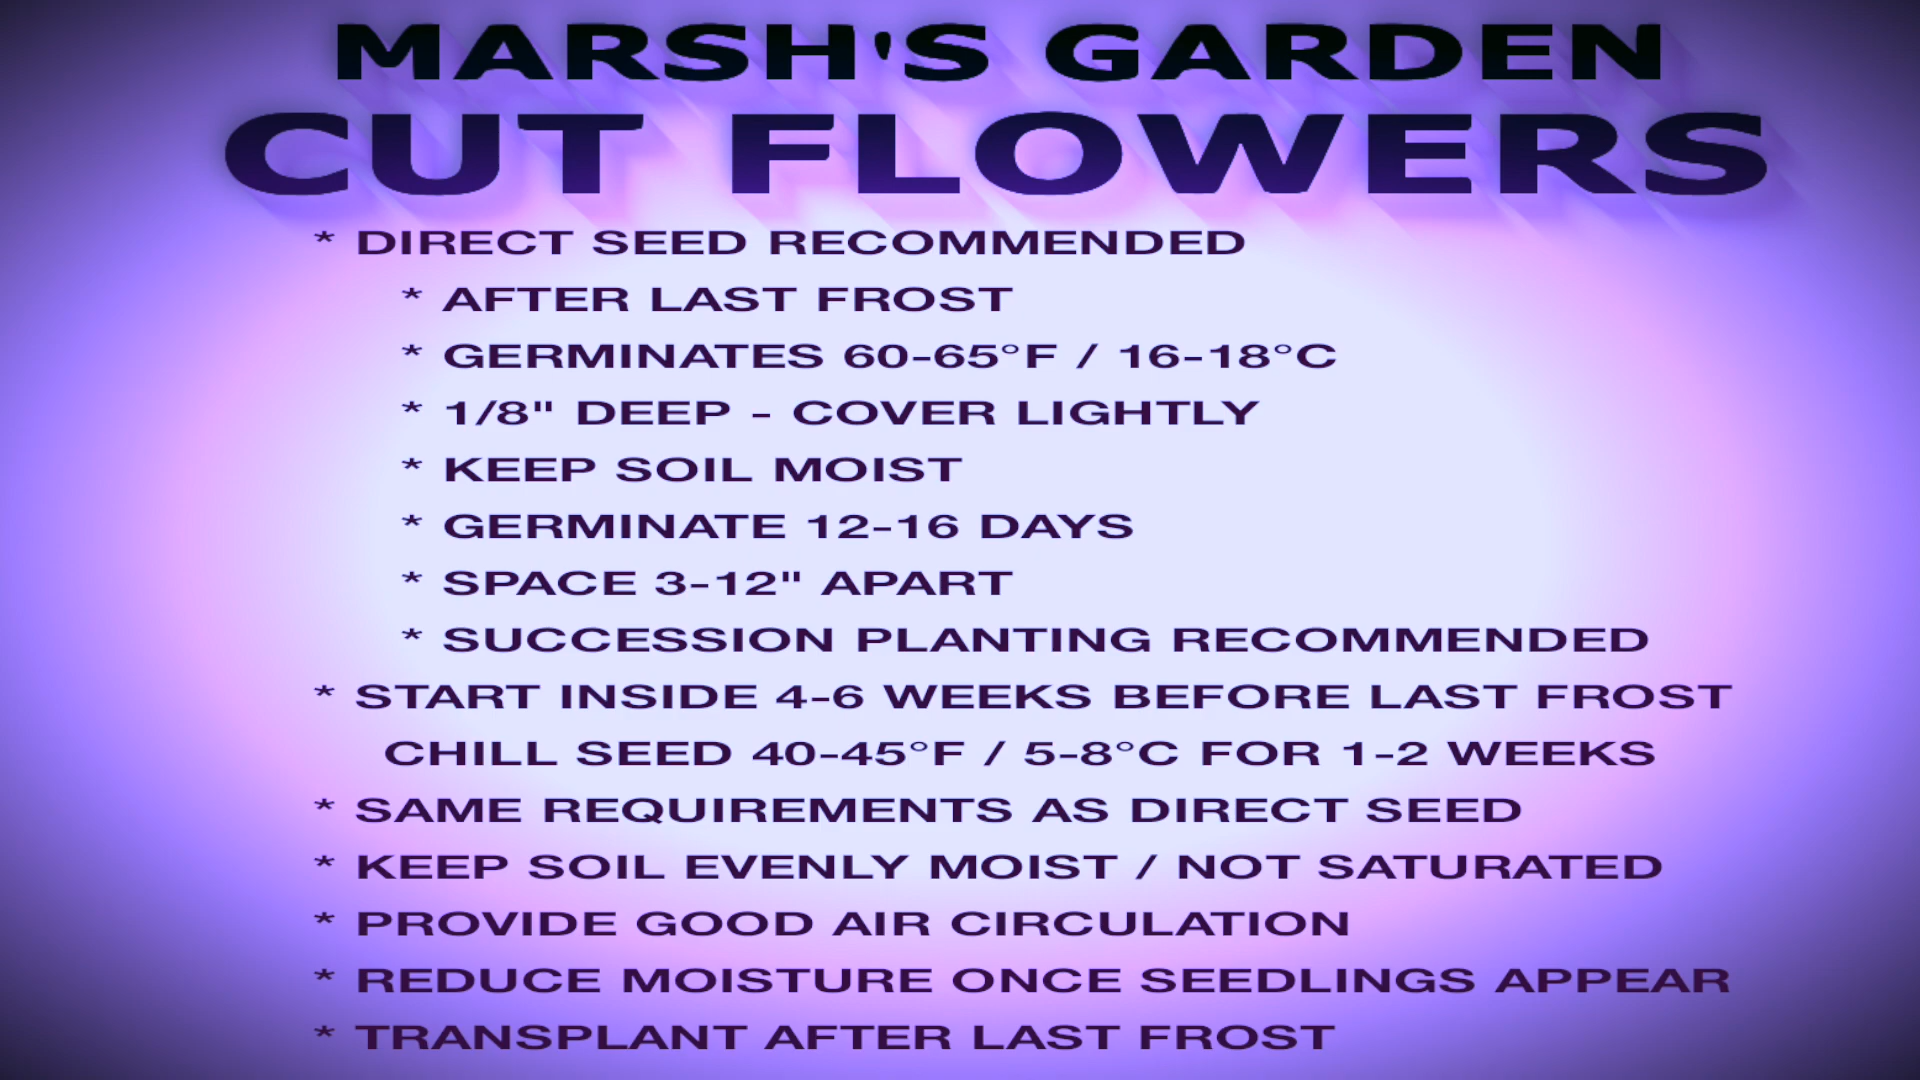 MARSH'S GARDEN
CUT FLOWERS
* DIRECT SEED RECOMMENDED
* AFTER LAST FROST
* GERMINATES 60-65°F / 16-18°C
* 1/8" DEEP - COVER LIGHTLY
* KEEP SOIL MOIST
* GERMINATE 12-16 DAYS
* SPACE 3-12" APART
* SUCCESSION PLANTING RECOMMENDED
* START INSIDE 4-6 WEEKS BEFORE LAST FROST
CHILL SEED 40-45°F / 5-8°C FOR 1-2 WEEKS
* SAME REQUIREMENTS AS DIRECT SEED
* KEEP SOIL EVENLY MOIST / NOT SATURATED
* PROVIDE GOOD AIR CIRCULATION
* REDUCE MOISTURE ONCE SEEDLINGS APPEAR
* TRANSPLANT AFTER LAST FROST